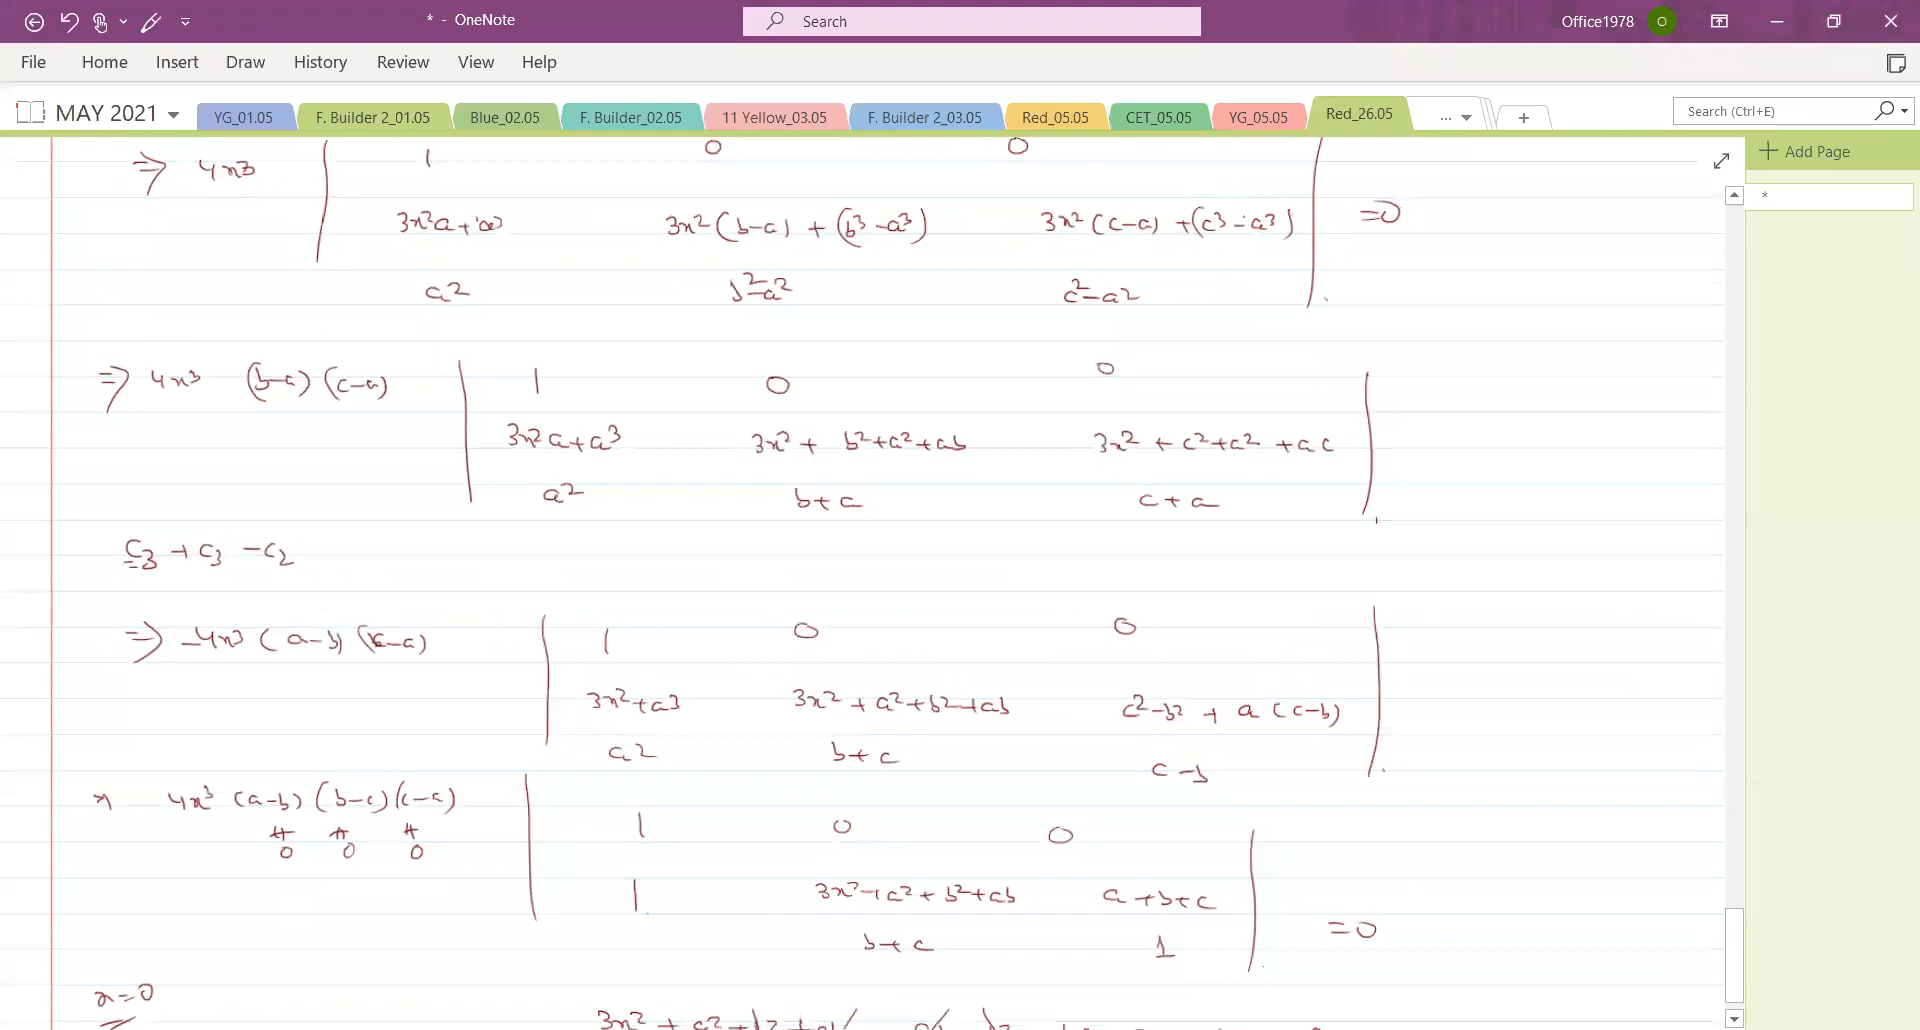 * - OneNote
Search
Office1978
O
File Home Insert Draw History Review View Help
MAY 2021
YG_01.05 F. Builder 2_01.05 Blue_02.05 F. Builder_02.05 11 Yellow_03.05 F. Builder 2_03.05 Red_05.05 CET_05.05 YG_05.05 Red_26.05 ... +
Search (Ctrl+E)
+ Add Page
*
⇒ 4x3 | 1 0 0
3x²a+a3 3x²(b-a) + (b³-a³) 3x²(c-a) + (c³-a³) | =0
a2 b²-a² c²-a2
⇒ 4x3 (b-a) (c-a) | 1 0 0
3x²a+a3 3x² + b²+a²+ab 3x² + c²+a² + ac |
a2 b+a c+a
C3 → C3 - C2
⇒ -4x3 (a-b) (c-a) | 1 0 0
3x²+a3 3x² + a²+b²+ab c²-b² + a(c-b) |
a2 b+c c-b
4x³ (a-b) (b-c) (c-a) | 1 0 0
≠ ≠ ≠
0 0 0
1 3x²+a²+b²+ab a+b+c | =0
b+c 1
x=0
3x² + a² + b²